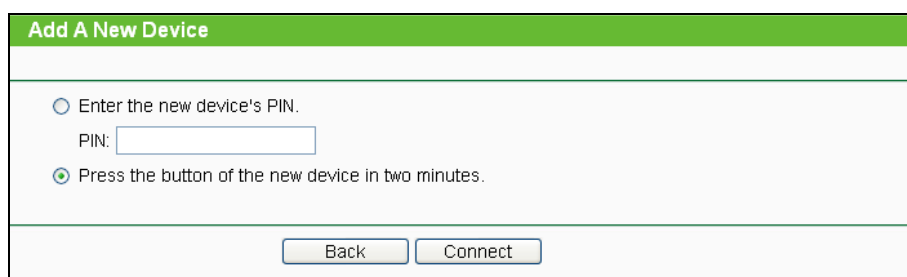 Add A New Device
Enter the new device's PIN.
PIN:
Press the button of the new device in two minutes.
Back Connect